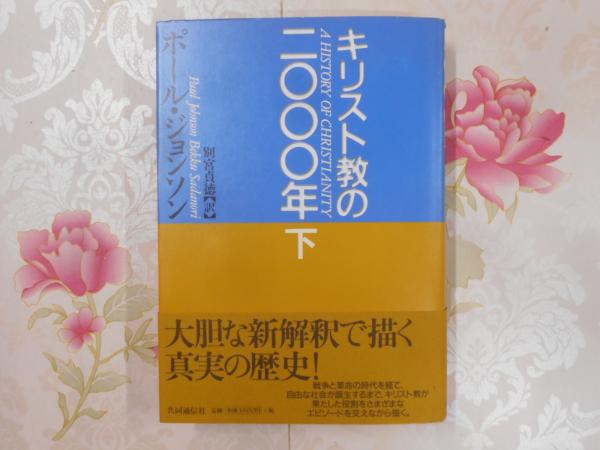 キリスト教の
二〇〇〇年 下
A HISTORY OF CHRISTIANITY
ポール・ジョンソン
Paul Johnson Bekku Sadanori
別宮貞徳【訳】
大胆な新解釈で描く
真実の歴史!
戦争と革命の時代を経て、
自由な社会が誕生するまで、キリスト教が
果たした役割をさまざまな
エピソードを交えながら描く。
共同通信社